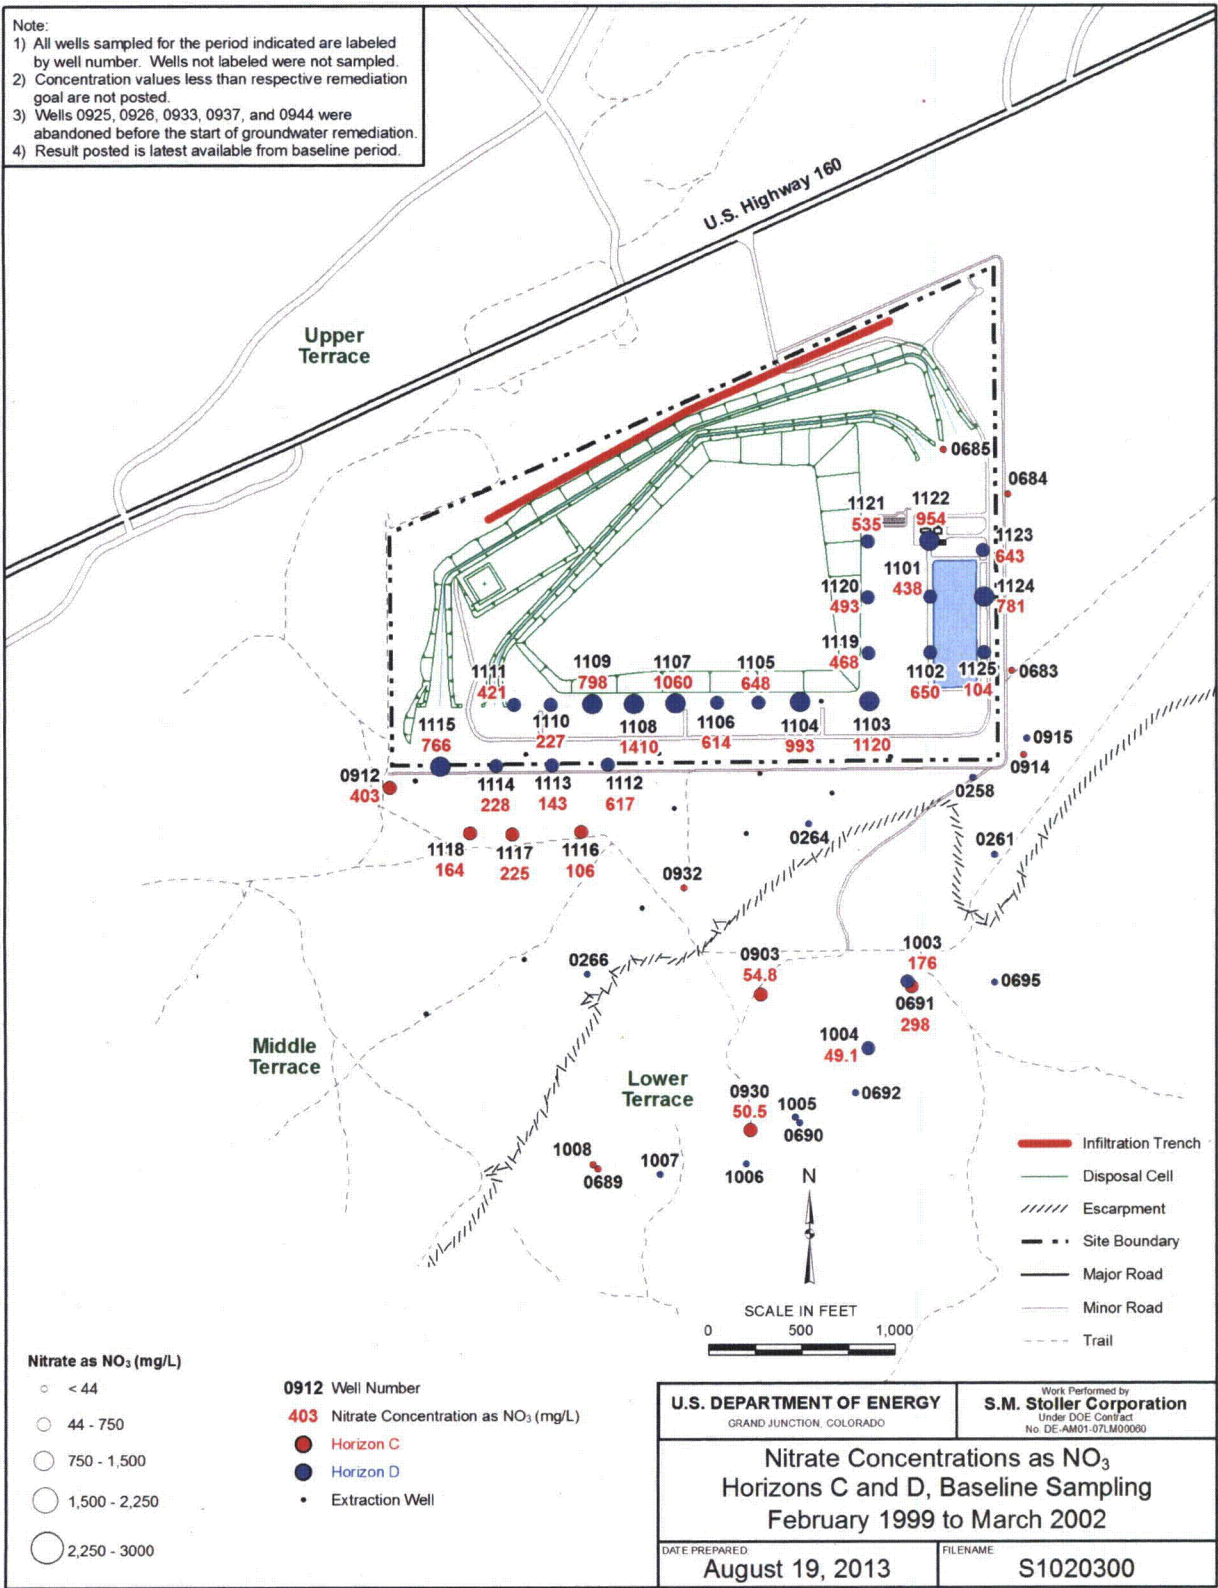 Note:
1) All wells sampled for the period indicated are labeled
by well number. Wells not labeled were not sampled.
2) Concentration values less than respective remediation
goal are not posted.
3) Wells 0925, 0926, 0933, 0937, and 0944 were
abandoned before the start of groundwater remediation.
4) Result posted is latest available from baseline period.
U.S. Highway 160
Upper
Terrace
0685
0684
1121
535
1122
954
1123
643
1101
438
1120
493
1124
781
1119
468
1102
650
1125
104
0683
1111
421
1109
798
1107
1060
1105
648
1115
766
1110
227
1108
1410
1106
614
1104
993
1103
1120
0915
0914
0912
403
1114
228
1113
143
1112
617
0258
0264
0261
1118
164
1117
225
1116
106
0932
0266
0903
54.8
1003
176
0695
0691
298
Middle
Terrace
1004
49.1
Lower
Terrace
0930
50.5
1005
0690
0692
1008
0689
1007
1006
N
SCALE IN FEET
0 500 1,000
Infiltration Trench
Disposal Cell
Escarpment
Site Boundary
Major Road
Minor Road
Trail
Nitrate as NO₃ (mg/L)
< 44
44 - 750
750 - 1,500
1,500 - 2,250
2,250 - 3000
0912 Well Number
403 Nitrate Concentration as NO₃ (mg/L)
Horizon C
Horizon D
Extraction Well
U.S. DEPARTMENT OF ENERGY
GRAND JUNCTION, COLORADO
Work Performed by
S.M. Stoller Corporation
Under DOE Contract
No. DE-AM01-07LM00060
Nitrate Concentrations as NO₃
Horizons C and D, Baseline Sampling
February 1999 to March 2002
DATE PREPARED
August 19, 2013
FILENAME
S1020300